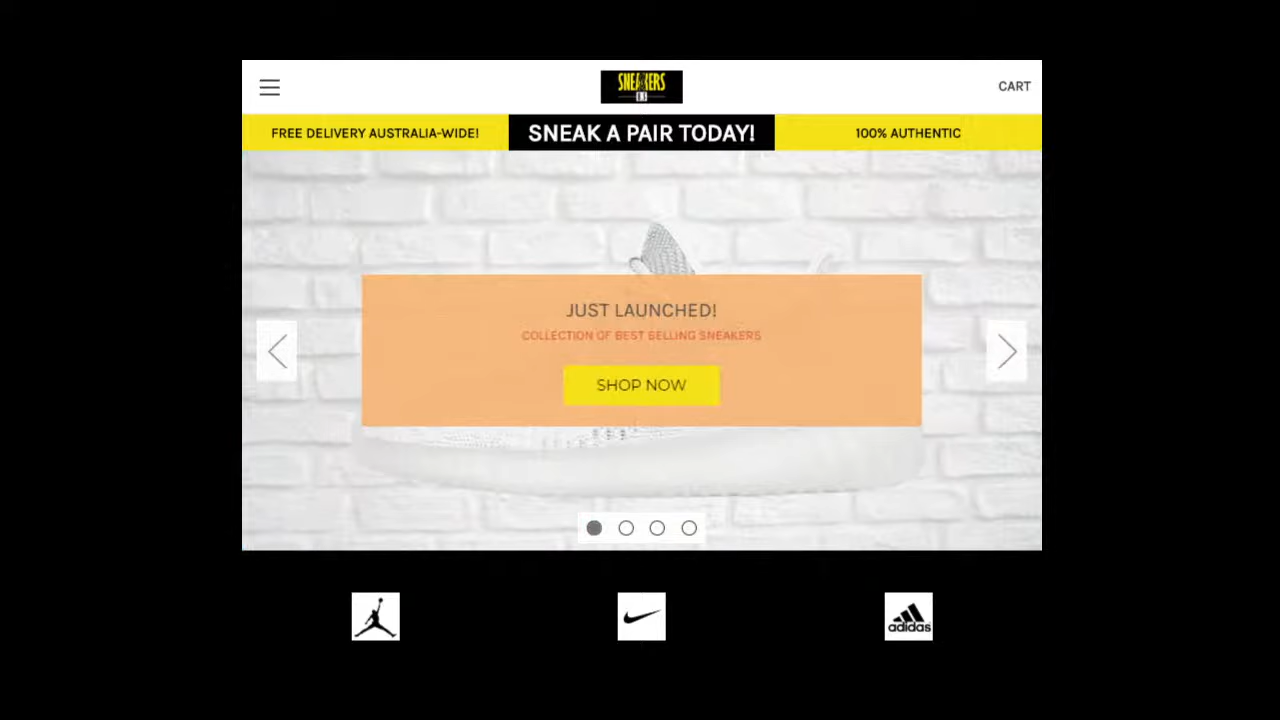 SNEAKERS
CART
FREE DELIVERY AUSTRALIA-WIDE!
SNEAK A PAIR TODAY!
100% AUTHENTIC
JUST LAUNCHED!
COLLECTION OF BEST SELLING SNEAKERS
SHOP NOW
adidas